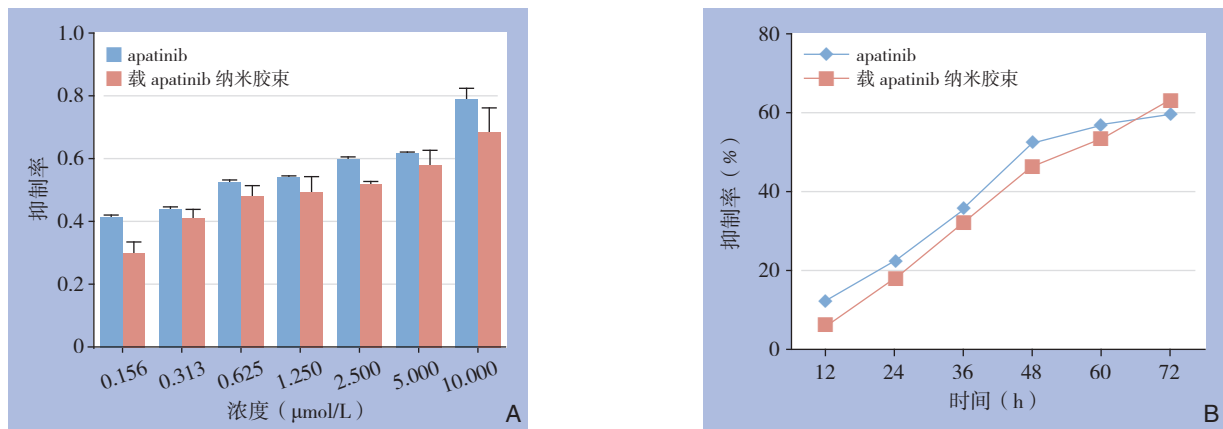 1.0
0.8
0.6
0.4
0.2
0
抑制率
apatinib
载 apatinib 纳米胶束
0.156 0.313 0.625 1.250 2.500 5.000 10.000
浓度（μmol/L）
A
80
60
40
20
0
抑制率（%）
apatinib
载 apatinib 纳米胶束
12 24 36 48 60 72
时间（h）
B